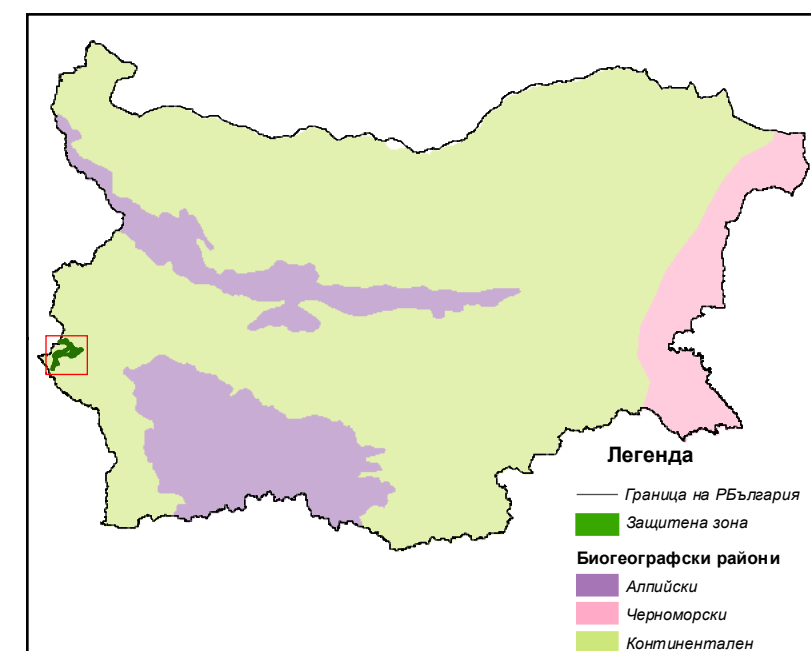 Легенда
Граница на РБългария
Защитена зона
Биогеографски райони
Алпийски
Черноморски
Континентален